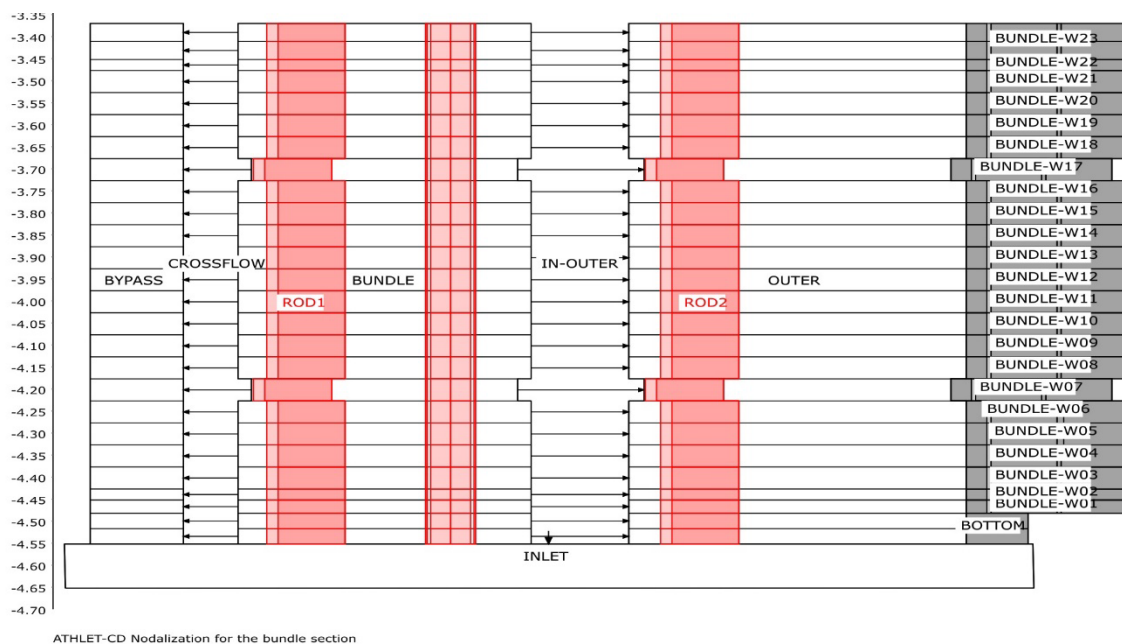 -3.35
-3.40
-3.45
-3.50
-3.55
-3.60
-3.65
-3.70
-3.75
-3.80
-3.85
-3.90
-3.95
-4.00
-4.05
-4.10
-4.15
-4.20
-4.25
-4.30
-4.35
-4.40
-4.45
-4.50
-4.55
-4.60
-4.65
-4.70
BYPASS
CROSSFLOW
ROD1
BUNDLE
IN-OUTER
ROD2
OUTER
BUNDLE-W23
BUNDLE-W22
BUNDLE-W21
BUNDLE-W20
BUNDLE-W19
BUNDLE-W18
BUNDLE-W17
BUNDLE-W16
BUNDLE-W15
BUNDLE-W14
BUNDLE-W13
BUNDLE-W12
BUNDLE-W11
BUNDLE-W10
BUNDLE-W09
BUNDLE-W08
BUNDLE-W07
BUNDLE-W06
BUNDLE-W05
BUNDLE-W04
BUNDLE-W03
BUNDLE-W02
BUNDLE-W01
BOTTOM
INLET
ATHLET-CD Nodalization for the bundle section